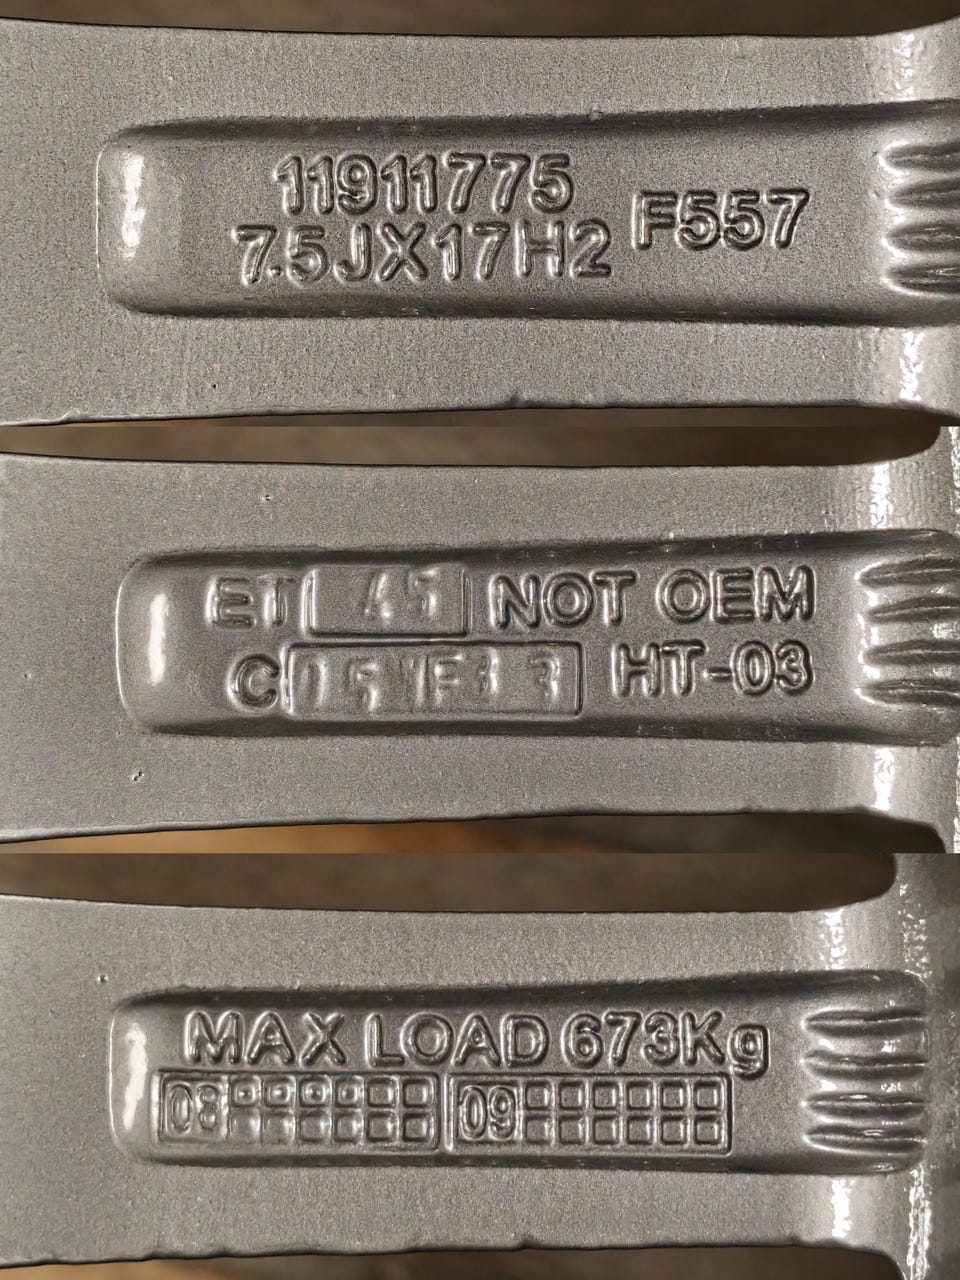 11911775
7.5JX17H2 F557
ET NOT OEM
C HT-03
MAX LOAD 673Kg
08 09